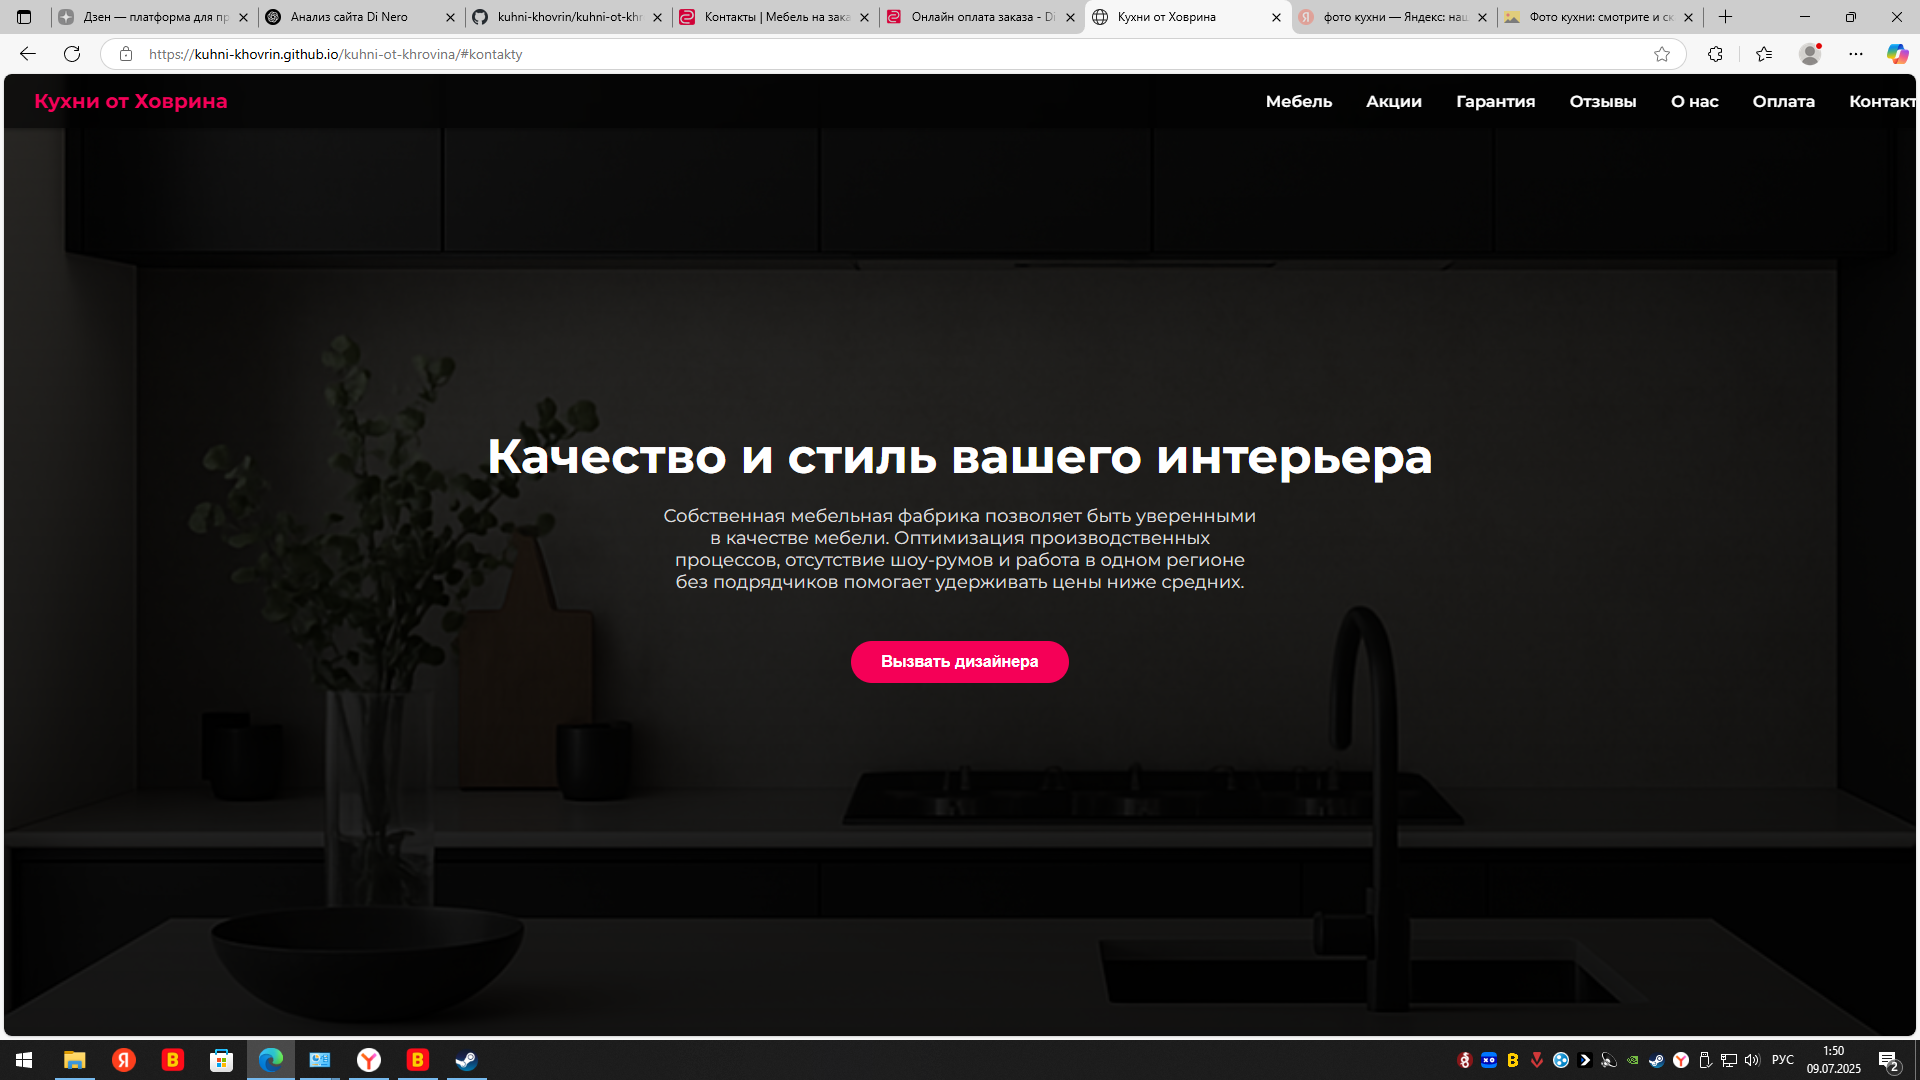 Дзен — платформа для пр
Анализ сайта Di Nero
kuhni-khovrin/kuhni-ot-khr
Контакты | Мебель на зака
Онлайн оплата заказа - Di
Кухни от Ховрина
фото кухни — Яндекс: наш
Фото кухни: смотрите и ск
https://kuhni-khovrin.github.io/kuhni-ot-khrovina/#kontakty
Кухни от Ховрина
Мебель
Акции
Гарантия
Отзывы
О нас
Оплата
Контакт
Качество и стиль вашего интерьера
Собственная мебельная фабрика позволяет быть уверенными
в качестве мебели. Оптимизация производственных
процессов, отсутствие шоу-румов и работа в одном регионе
без подрядчиков помогает удерживать цены ниже средних.
Вызвать дизайнера
РУС
1:50
09.07.2025
2